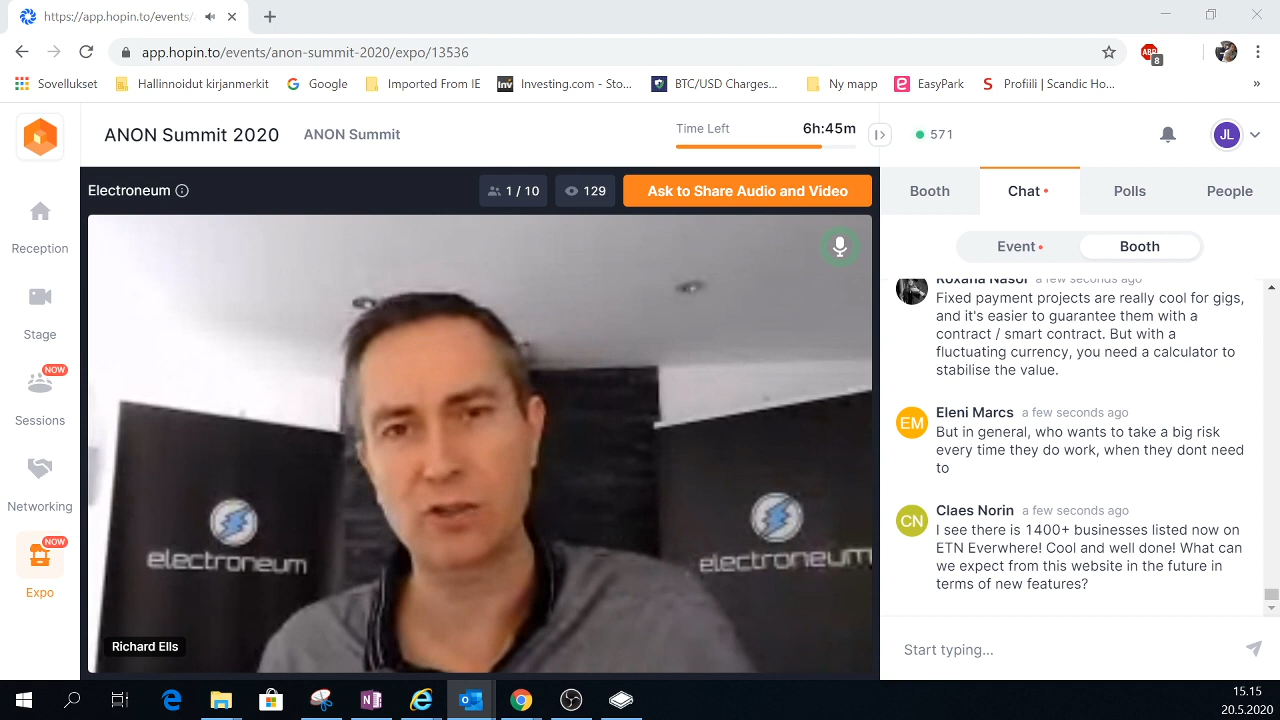 https://app.hopin.to/events/
app.hopin.to/events/anon-summit-2020/expo/13536
ABP
8
Sovellukset
Hallinnoidut kirjanmerkit
Google
Imported From IE
Inv
Investing.com - Sto...
BTC/USD Charges...
Ny mapp
EasyPark
Profiili | Scandic Ho...
»
ANON Summit 2020
ANON Summit
Time Left
6h:45m
571
JL
Reception
Stage
NOW
Sessions
Networking
NOW
Expo
Electroneum
1 / 10
129
Ask to Share Audio and Video
electroneum
electroneum
Richard Ells
Booth
Chat
Polls
People
Event
Booth
Roxana Nasoi a few seconds ago
Fixed payment projects are really cool for gigs,
and it's easier to guarantee them with a
contract / smart contract. But with a
fluctuating currency, you need a calculator to
stabilise the value.
EM
Eleni Marcs a few seconds ago
But in general, who wants to take a big risk
every time they do work, when they dont need
to
CN
Claes Norin a few seconds ago
I see there is 1400+ businesses listed now on
ETN Everwhere! Cool and well done! What can
we expect from this website in the future in
terms of new features?
Start typing...
15.15
20.5.2020